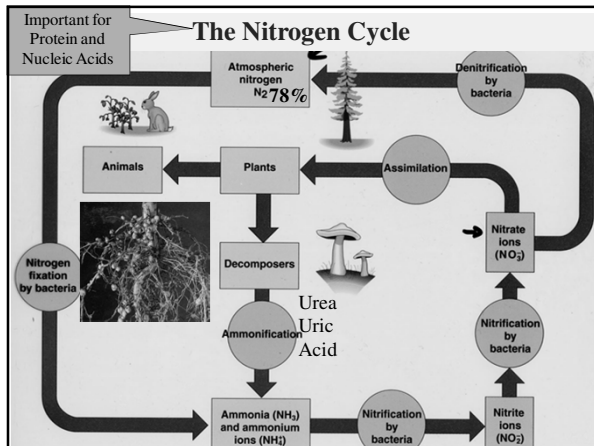 Important for
Protein and
Nucleic Acids
The Nitrogen Cycle
Atmospheric
nitrogen
N₂ 78%
Denitrification
by
bacteria
Animals
Plants
Assimilation
Nitrogen
fixation
by bacteria
Decomposers
Nitrate
ions
(NO₃⁻)
Urea
Uric
Acid
Ammonification
Nitrification
by
bacteria
Ammonia (NH₃)
and ammonium
ions (NH₄⁺)
Nitrification
by
bacteria
Nitrite
ions
(NO₂⁻)